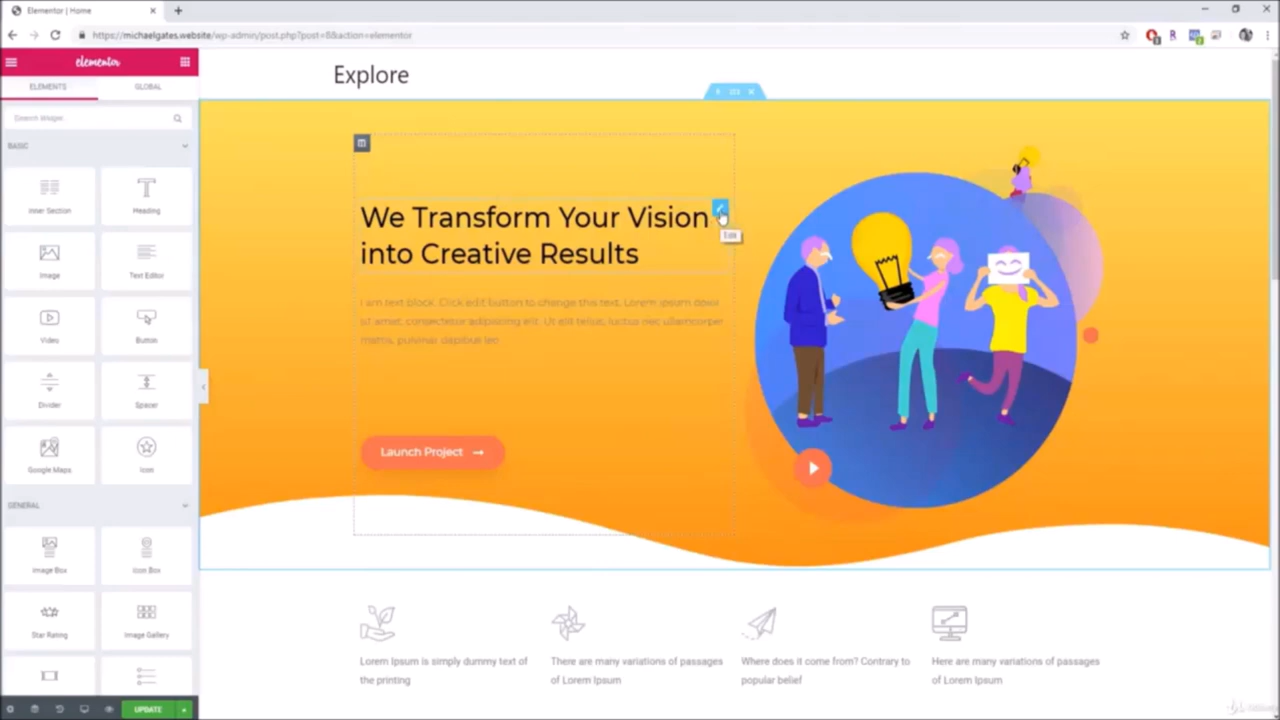 Elementor | Home
https://michaelgates.website/wp-admin/post.php?post=8&action=elementor
elementor
ELEMENTS
GLOBAL
Search Widget
BASIC
Inner Section
Heading
Image
Text Editor
Video
Button
Divider
Spacer
Google Maps
Icon
GENERAL
Image Box
Icon Box
Star Rating
Image Gallery
UPDATE
Explore
We Transform Your Vision
into Creative Results
Edit
I am text block. Click edit button to change this text. Lorem ipsum dolor
sit amet, consectetur adipiscing elit. Ut elit tellus, luctus nec ullamcorper
mattis, pulvinar dapibus leo
Launch Project
Lorem Ipsum is simply dummy text of
the printing
There are many variations of passages
of Lorem Ipsum
Where does it come from? Contrary to
popular belief
Here are many variations of passages
of Lorem Ipsum